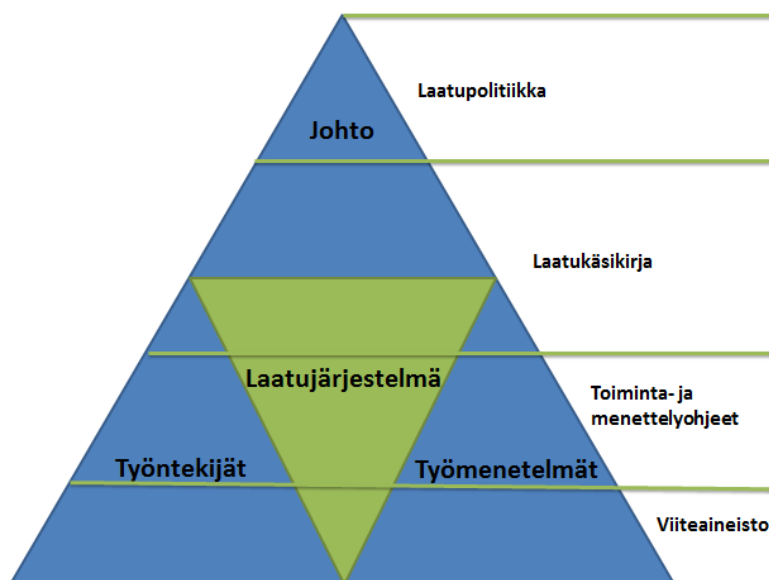 Laatupolitiikka
Johto
Laatukäsikirja
Laatujärjestelmä
Toiminta- ja
menettelyohjeet
Työntekijät
Työmenetelmät
Viiteaineisto